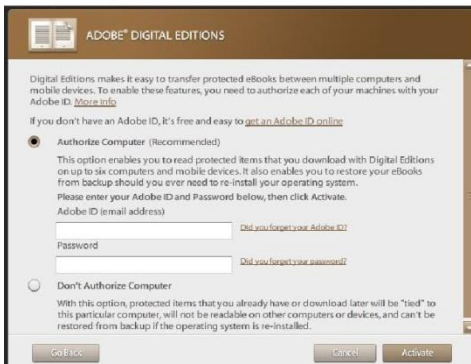 ADOBE® DIGITAL EDITIONS
Digital Editions makes it easy to transfer protected eBooks between multiple computers and
mobile devices. To enable these features, you need to authorize each of your machines with your
Adobe ID. More Info
If you don't have an Adobe ID, it's free and easy to get an Adobe ID online
Authorize Computer (Recommended)
This option enables you to read protected items that you download with Digital Editions
on up to six computers and mobile devices. It also enables you to restore your eBooks
from backup should you ever need to re-install your operating system.
Please enter your Adobe ID and Password below, then click Activate.
Adobe ID (email address)
Did you forget your Adobe ID?
Password
Did you forget your password?
Don't Authorize Computer
With this option, protected items that you already have or download later will be "tied" to
this particular computer, will not be readable on other computers or devices, and can't be
restored from backup if the operating system is re-installed.
Go Back Cancel Activate